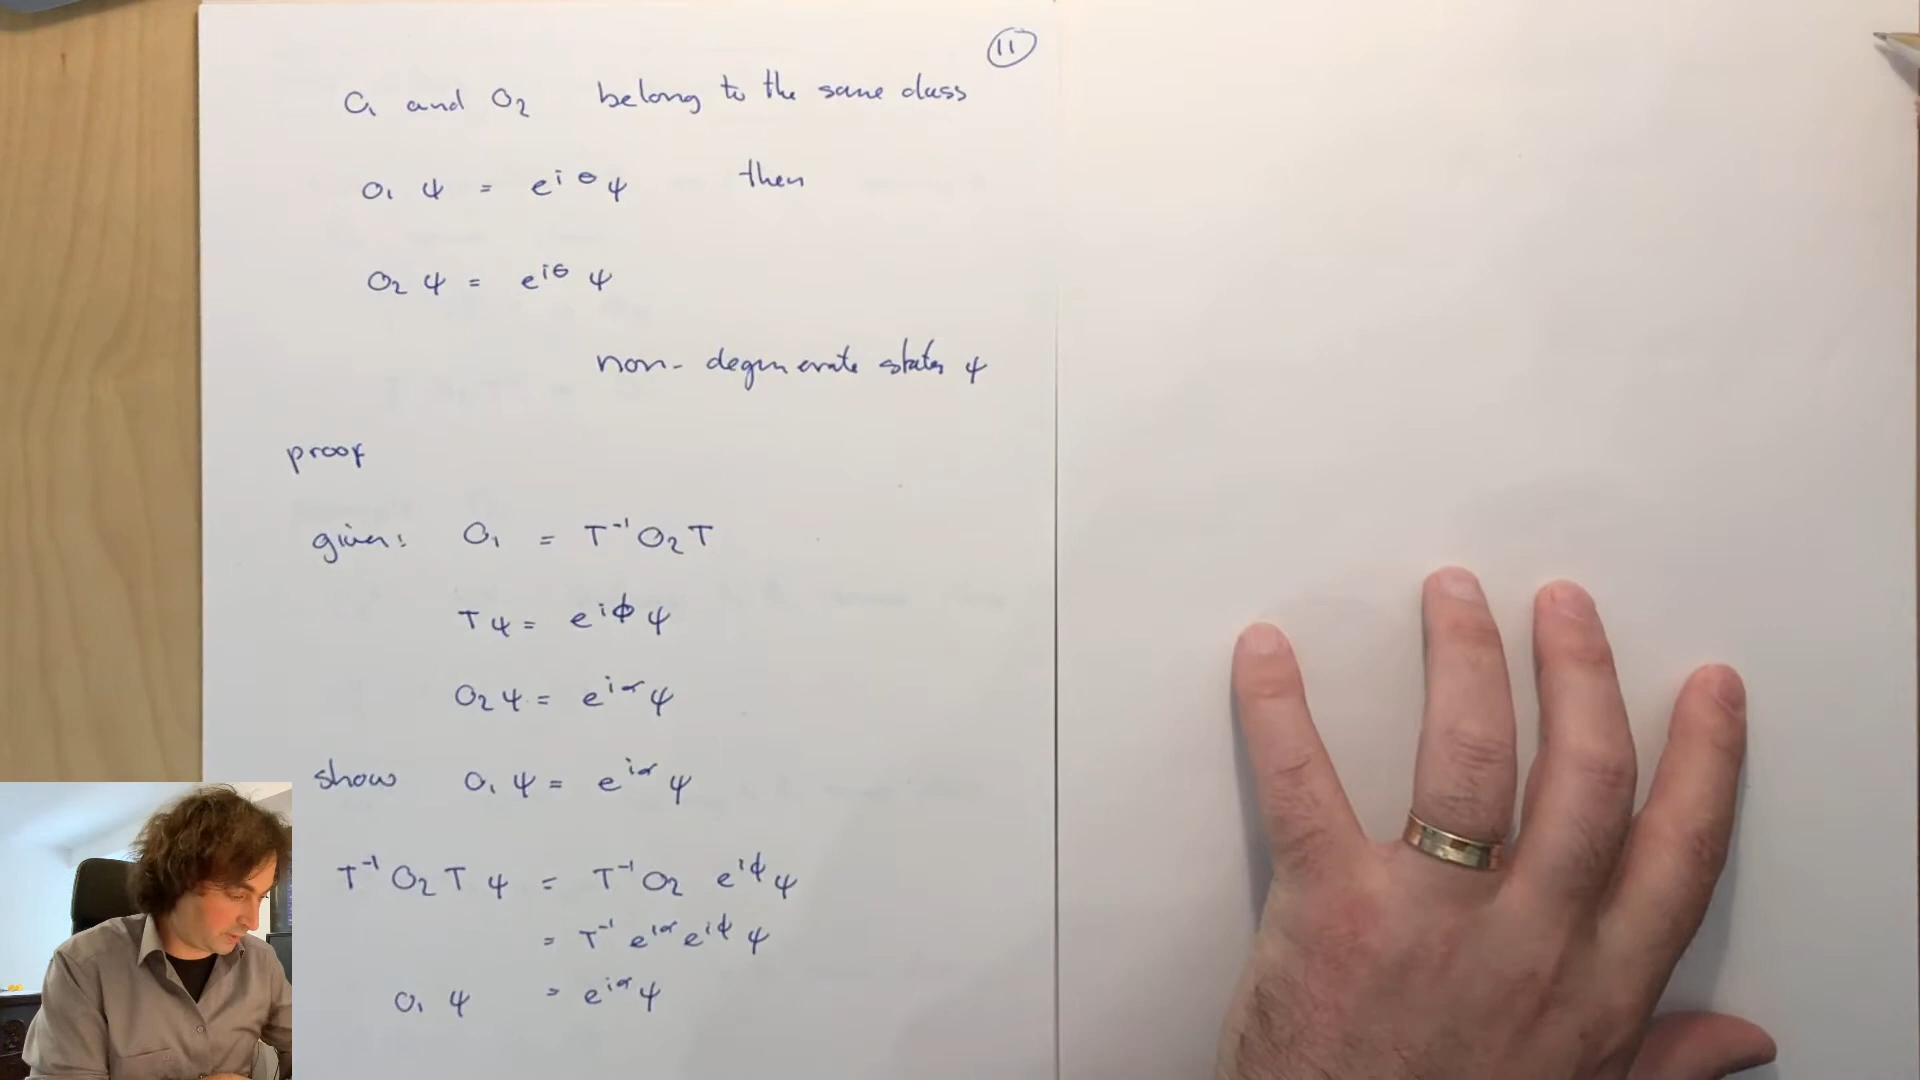 11
O₁ and O₂ belong to the same class
O₁ ψ = e^{iθ} ψ then
O₂ ψ = e^{iθ} ψ
non-degenerate states ψ
proof
given: O₁ = T⁻¹ O₂ T
T ψ = e^{iϕ} ψ
O₂ ψ = e^{iα} ψ
show O₁ ψ = e^{iα} ψ
T⁻¹ O₂ T ψ = T⁻¹ O₂ e^{iϕ} ψ
= T⁻¹ e^{iα} e^{iϕ} ψ
O₁ ψ = e^{iα} ψ